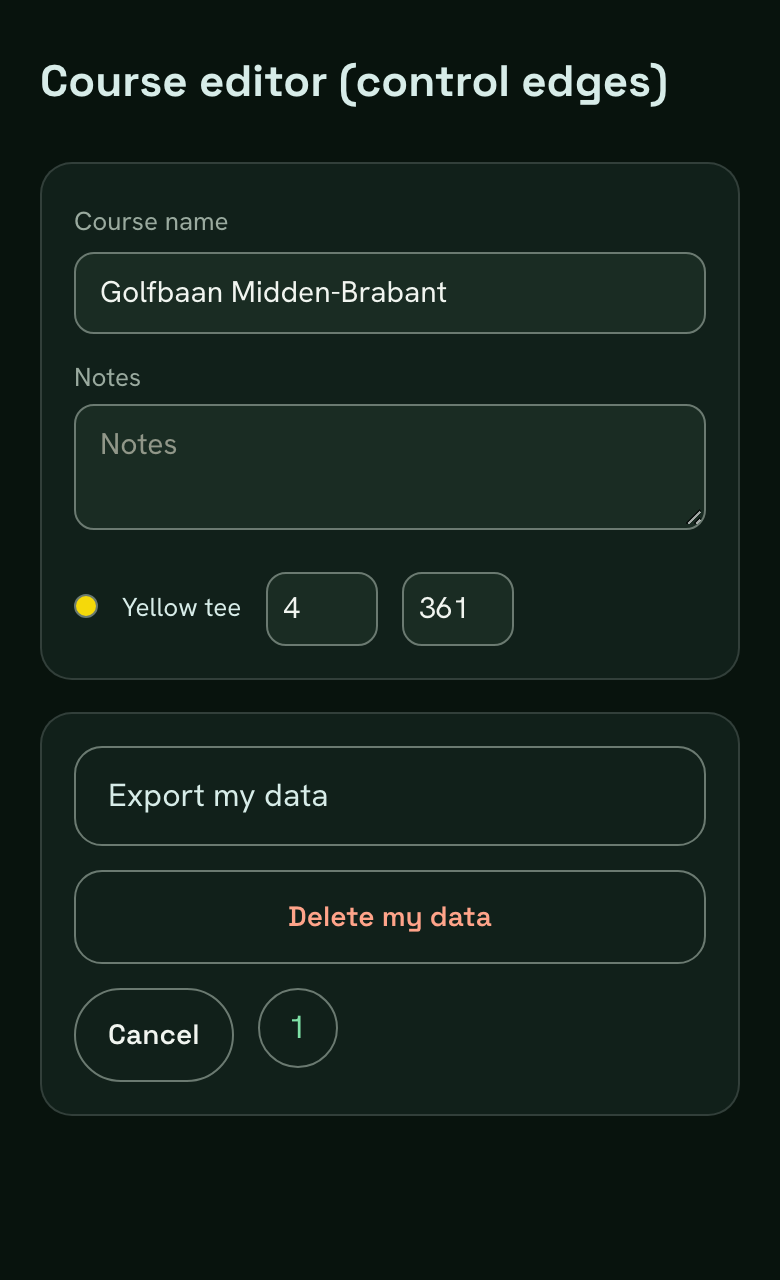 Course editor (control edges)
Course name
Golfbaan Midden-Brabant
Notes
Notes
Yellow tee 4 361
Export my data
Delete my data
Cancel 1